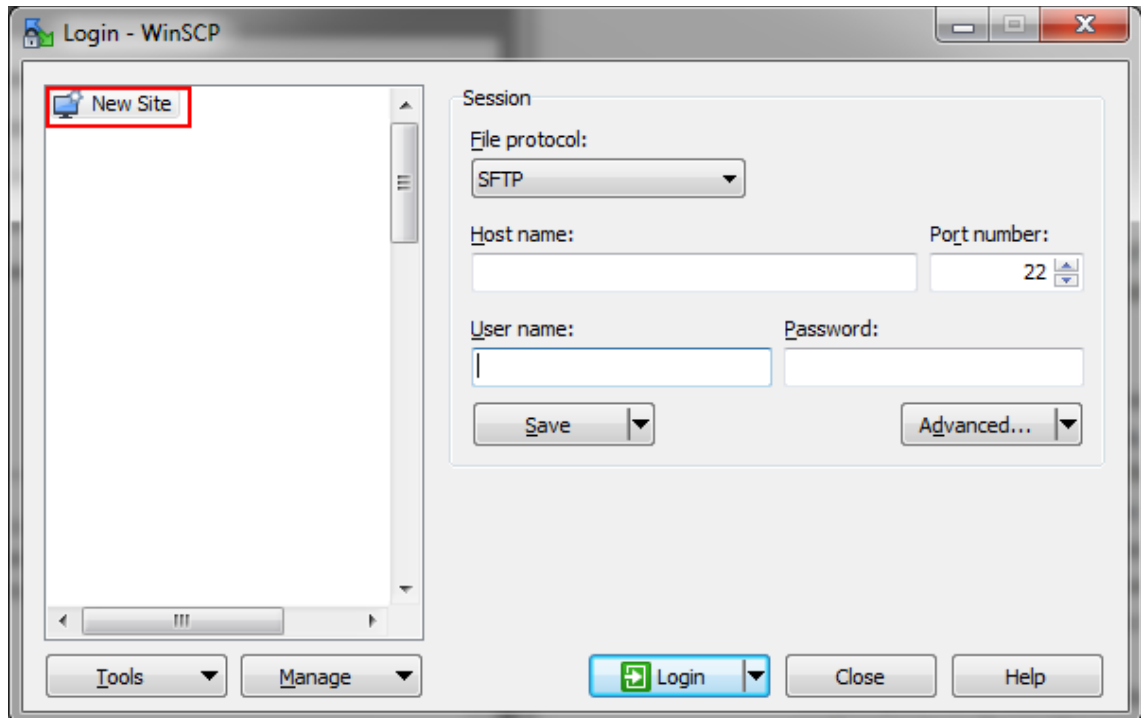 Login - WinSCP
New Site
Session
File protocol:
SFTP
Host name:
Port number:
22
User name:
Password:
Save
Advanced...
Tools
Manage
Login
Close
Help